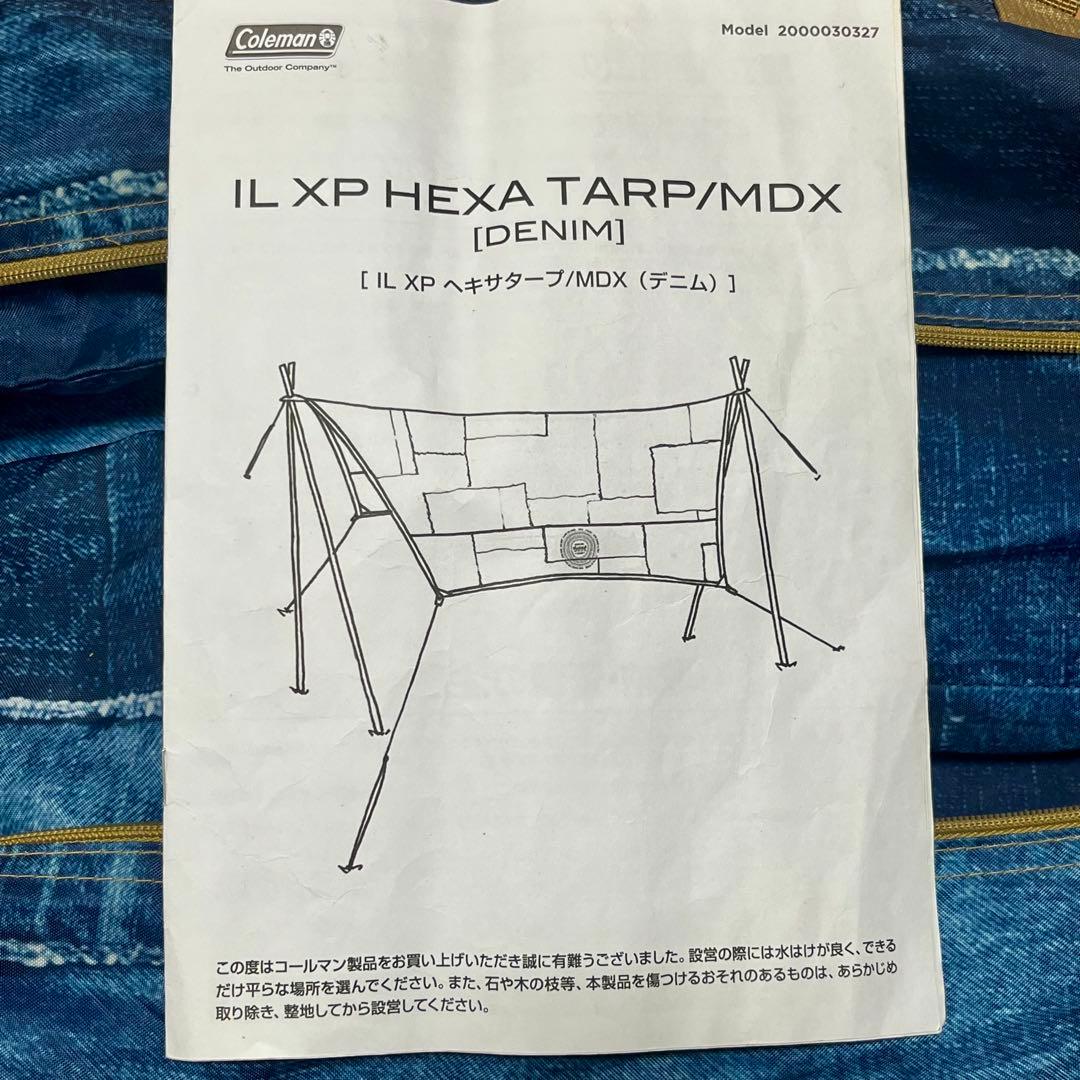 Coleman
The Outdoor Company™
Model 2000030327
IL XP HEXA TARP/MDX
[DENIM]
[ IL XP ヘキサタープ/MDX（デニム）]
この度はコールマン製品をお買い上げいただき誠に有難うございました。設営の際には水はけが良く、できる
だけ平らな場所を選んでください。また、石や木の枝等、本製品を傷つけるおそれのあるものは、あらかじめ
取り除き、整地してから設営してください。